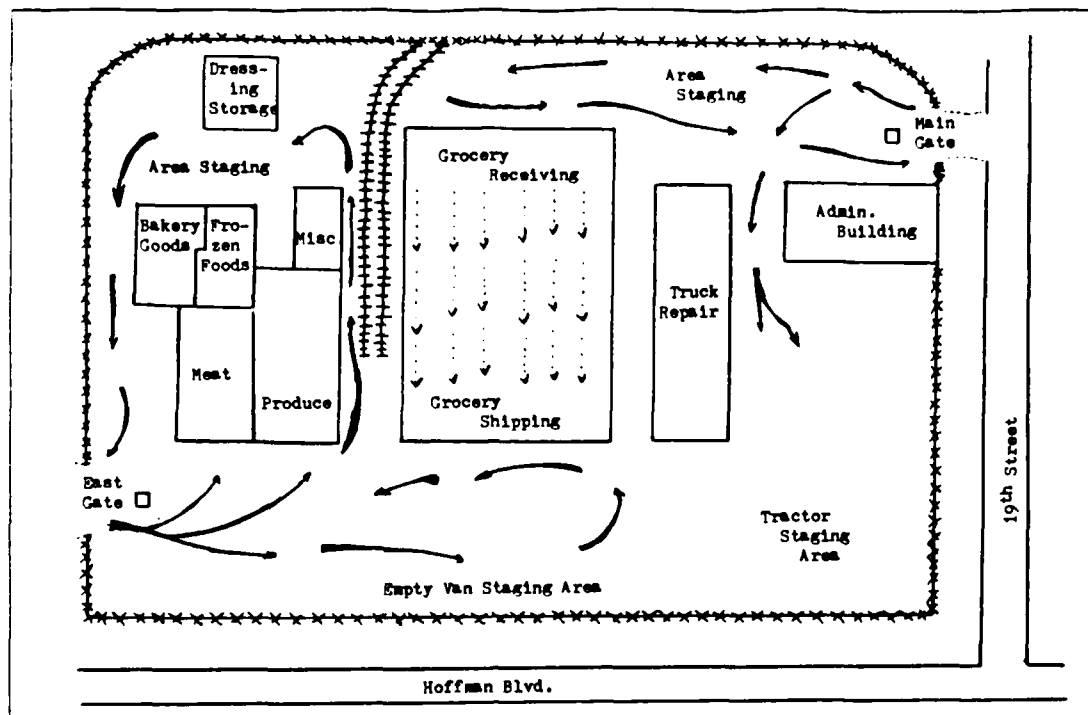 Dress-
ing
Storage
Area
Staging
Main
Gate
Area Staging
Grocery
Receiving
Bakery
Goods
Fro-
zen
Foods
Misc
Admin.
Building
Truck
Repair
Meat
Produce
Grocery
Shipping
East
Gate
Tractor
Staging
Area
Empty Van Staging Area
19th Street
Hoffman Blvd.